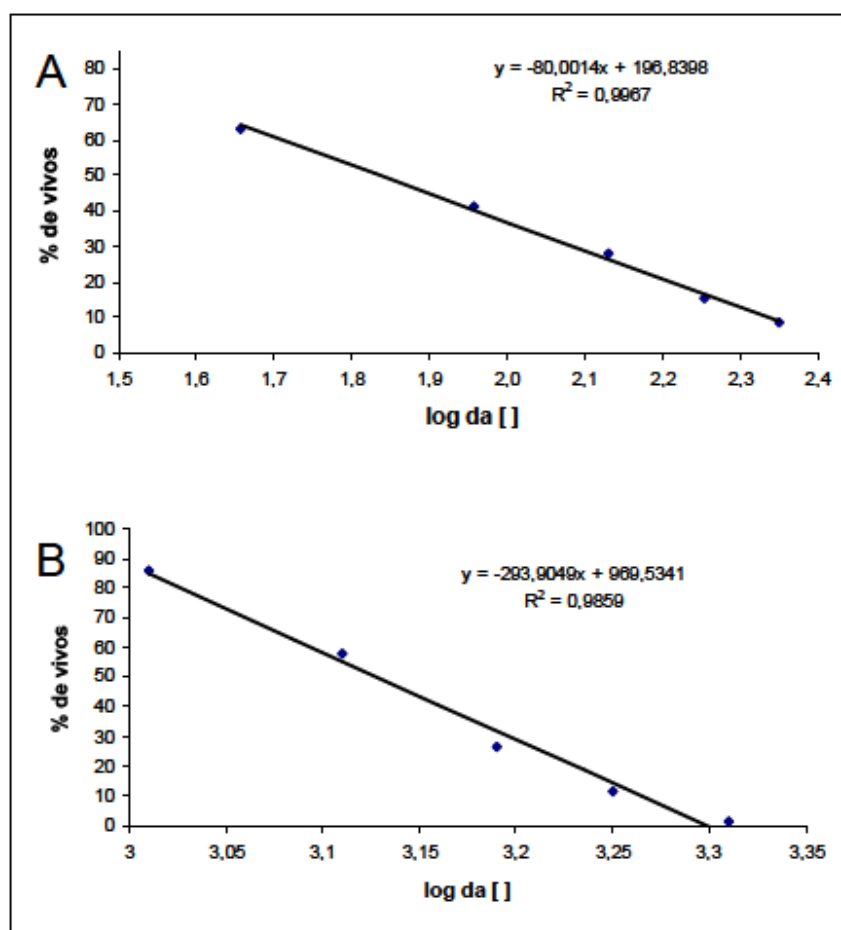 A
y = -80,0014x + 196,8398
R² = 0,9967
% de vivos
80
70
60
50
40
30
20
10
0
1,5 1,6 1,7 1,8 1,9 2,0 2,1 2,2 2,3 2,4
log da [ ]
B
y = -293,9049x + 969,5341
R² = 0,9859
% de vivos
100
90
80
70
60
50
40
30
20
10
0
3 3,05 3,1 3,15 3,2 3,25 3,3 3,35
log da [ ]